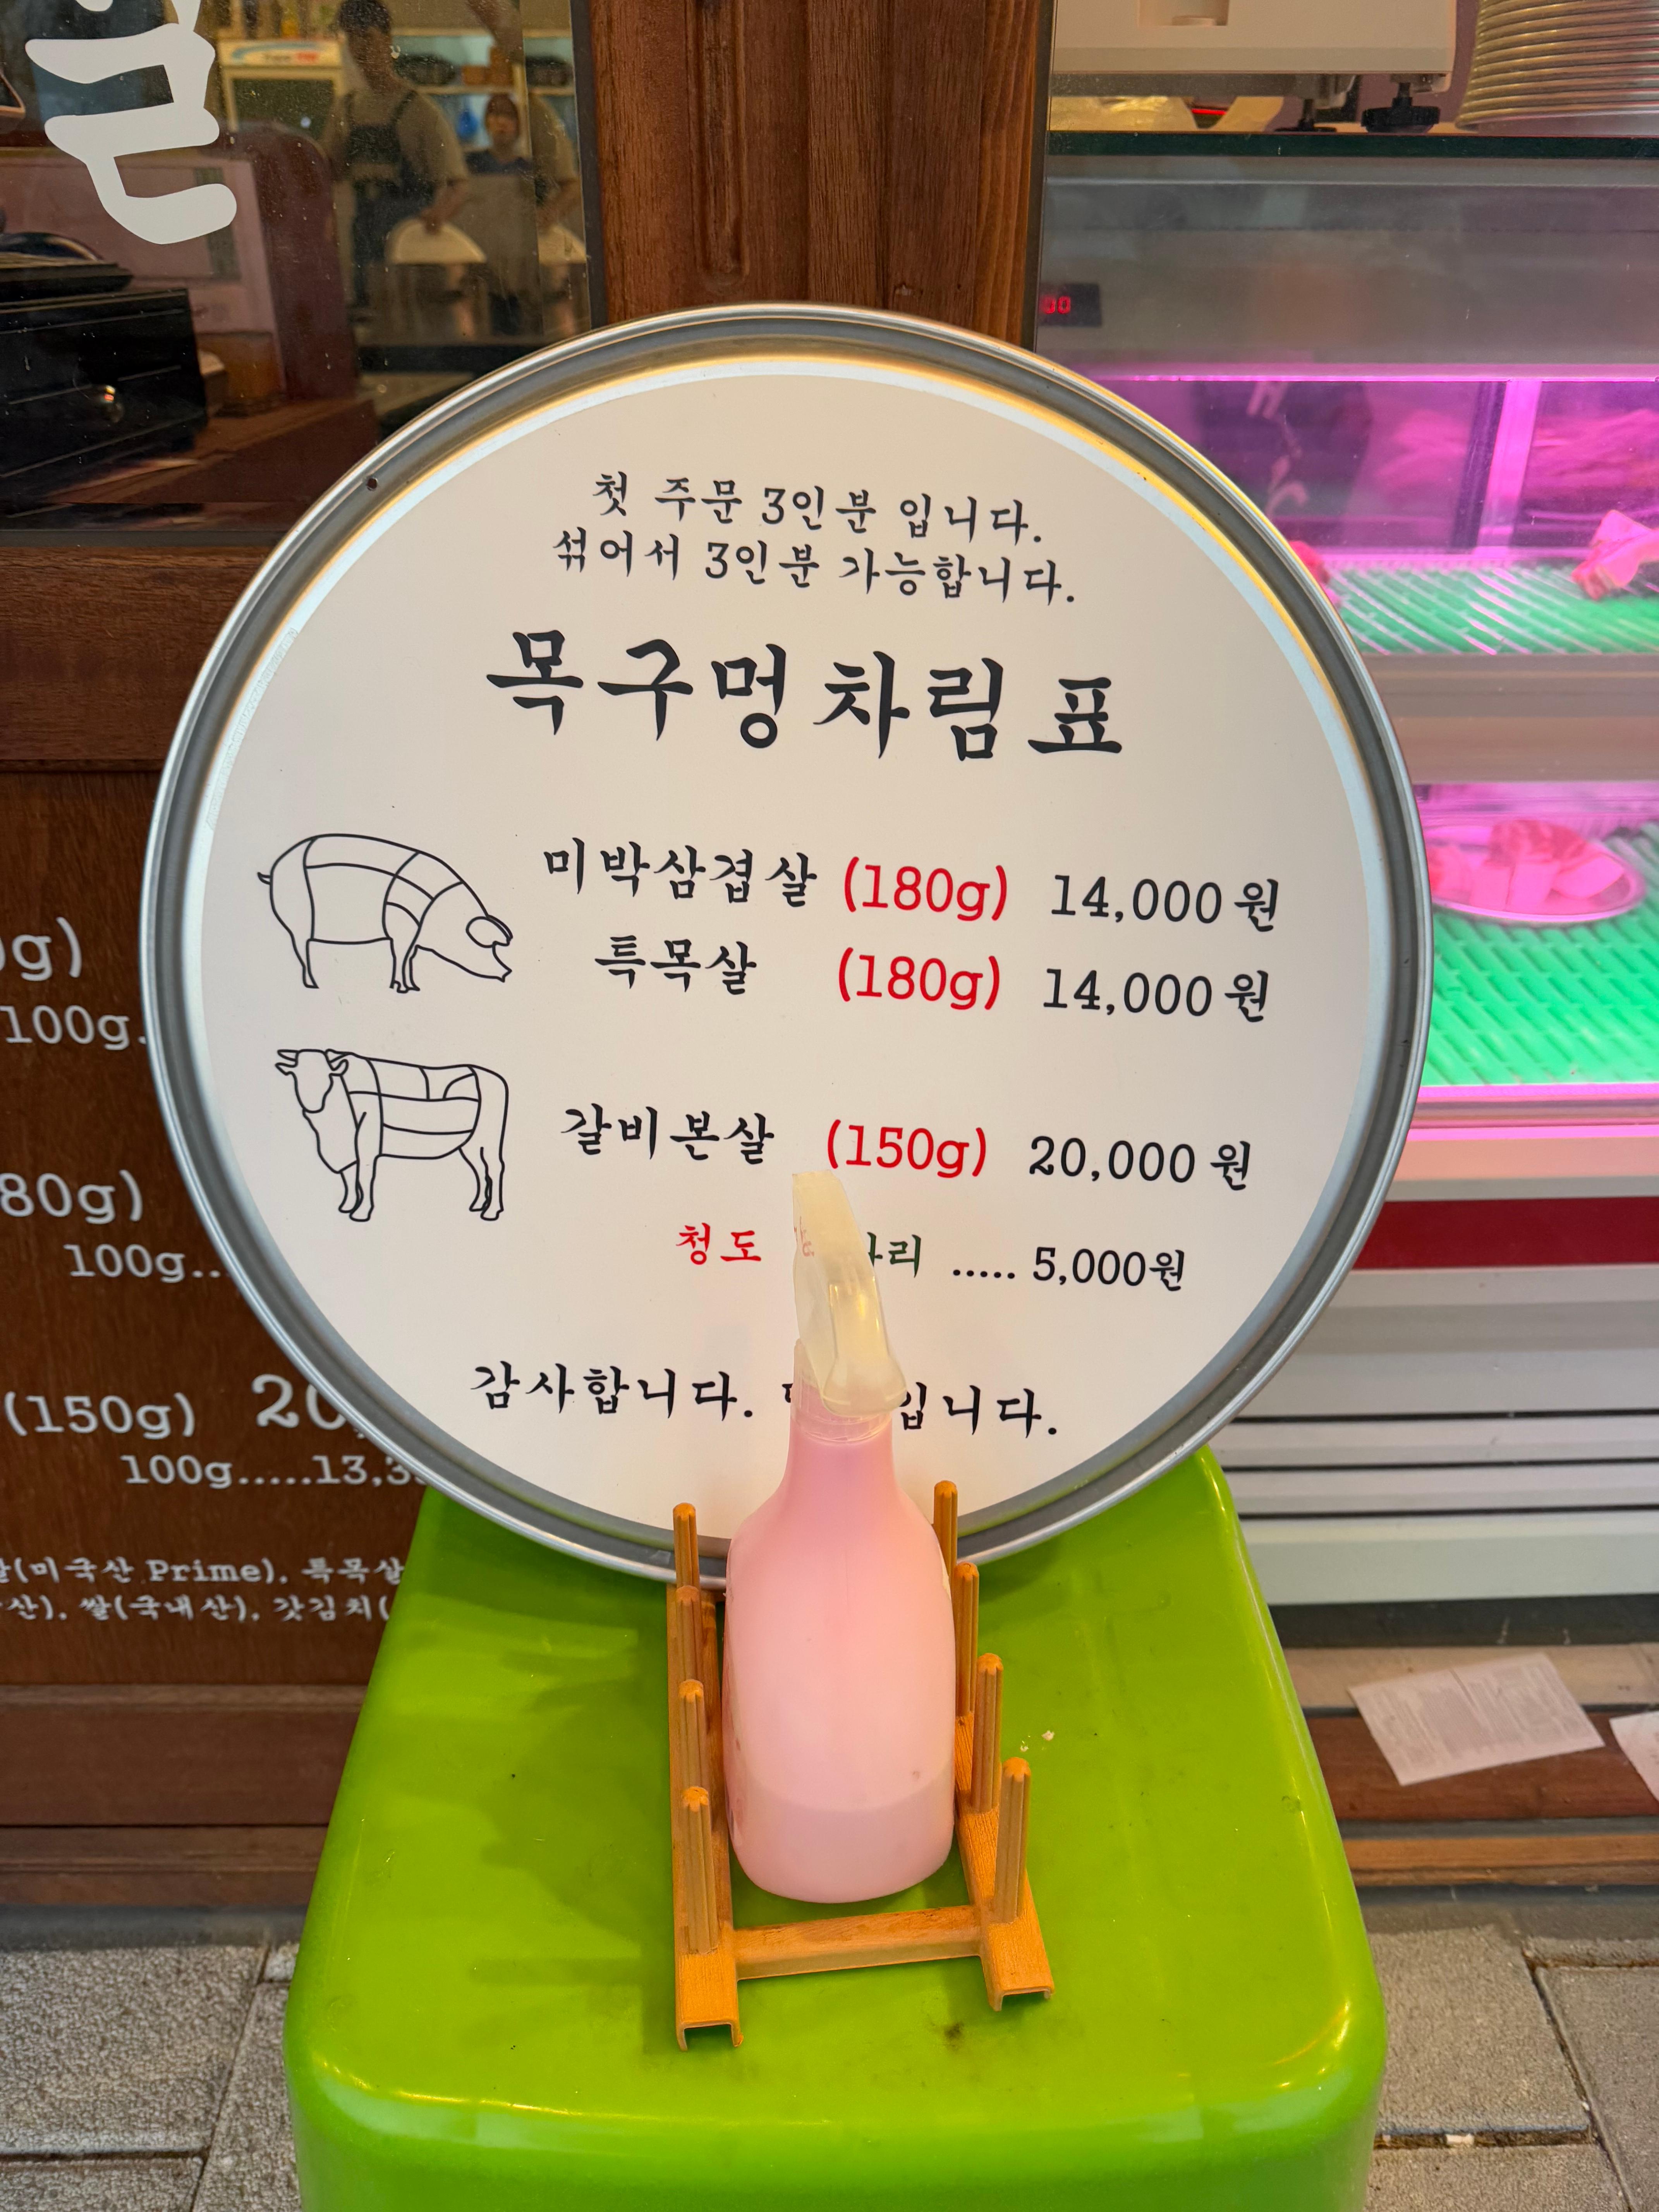 근
첫 주문 3인분 입니다.
섞어서 3인분 가능합니다.
목구멍 차림표
미박삼겹살 (180g) 14,000원
특목살 (180g) 14,000원
갈비본살 (150g) 20,000원
청도 ..... 5,000원
감사합니다.
100g
100g..
(150g)
100g.....13,3
(미국산 Prime), 특목살
쌀(국내산), 갓김치(